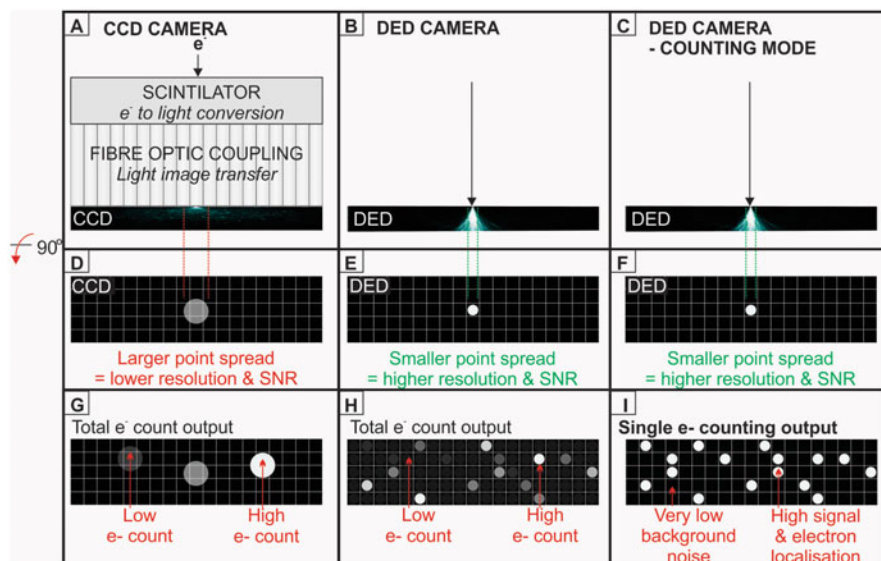 A
CCD CAMERA
e-
SCINTILATOR
e- to light conversion
FIBRE OPTIC COUPLING
Light image transfer
CCD
B
DED CAMERA
DED
C
DED CAMERA
- COUNTING MODE
DED
90°
D
CCD
Larger point spread
= lower resolution & SNR
E
DED
Smaller point spread
= higher resolution & SNR
F
DED
Smaller point spread
= higher resolution & SNR
G
Total e- count output
Low
e- count
High
e- count
H
Total e- count output
Low
e- count
High
e- count
I
Single e- counting output
Very low
background
noise
High signal
& electron
localisation